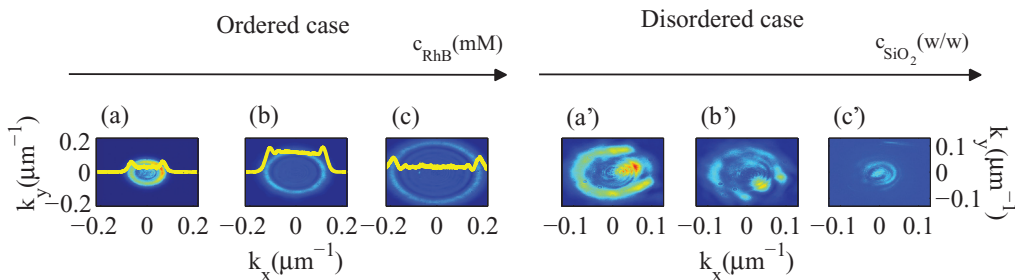 Ordered case
Disordered case
c_RhB(mM)
c_SiO₂(w/w)
(a) (b) (c) (a') (b') (c')
k_y(μm⁻¹)
0.2
0
−0.2
0.1
0
−0.1
k_y(μm⁻¹)
−0.2 0 0.2 −0.2 0 0.2 −0.2 0 0.2 −0.1 0 0.1 −0.1 0 0.1 −0.1 0 0.1
k_x(μm⁻¹)
k_x(μm⁻¹)